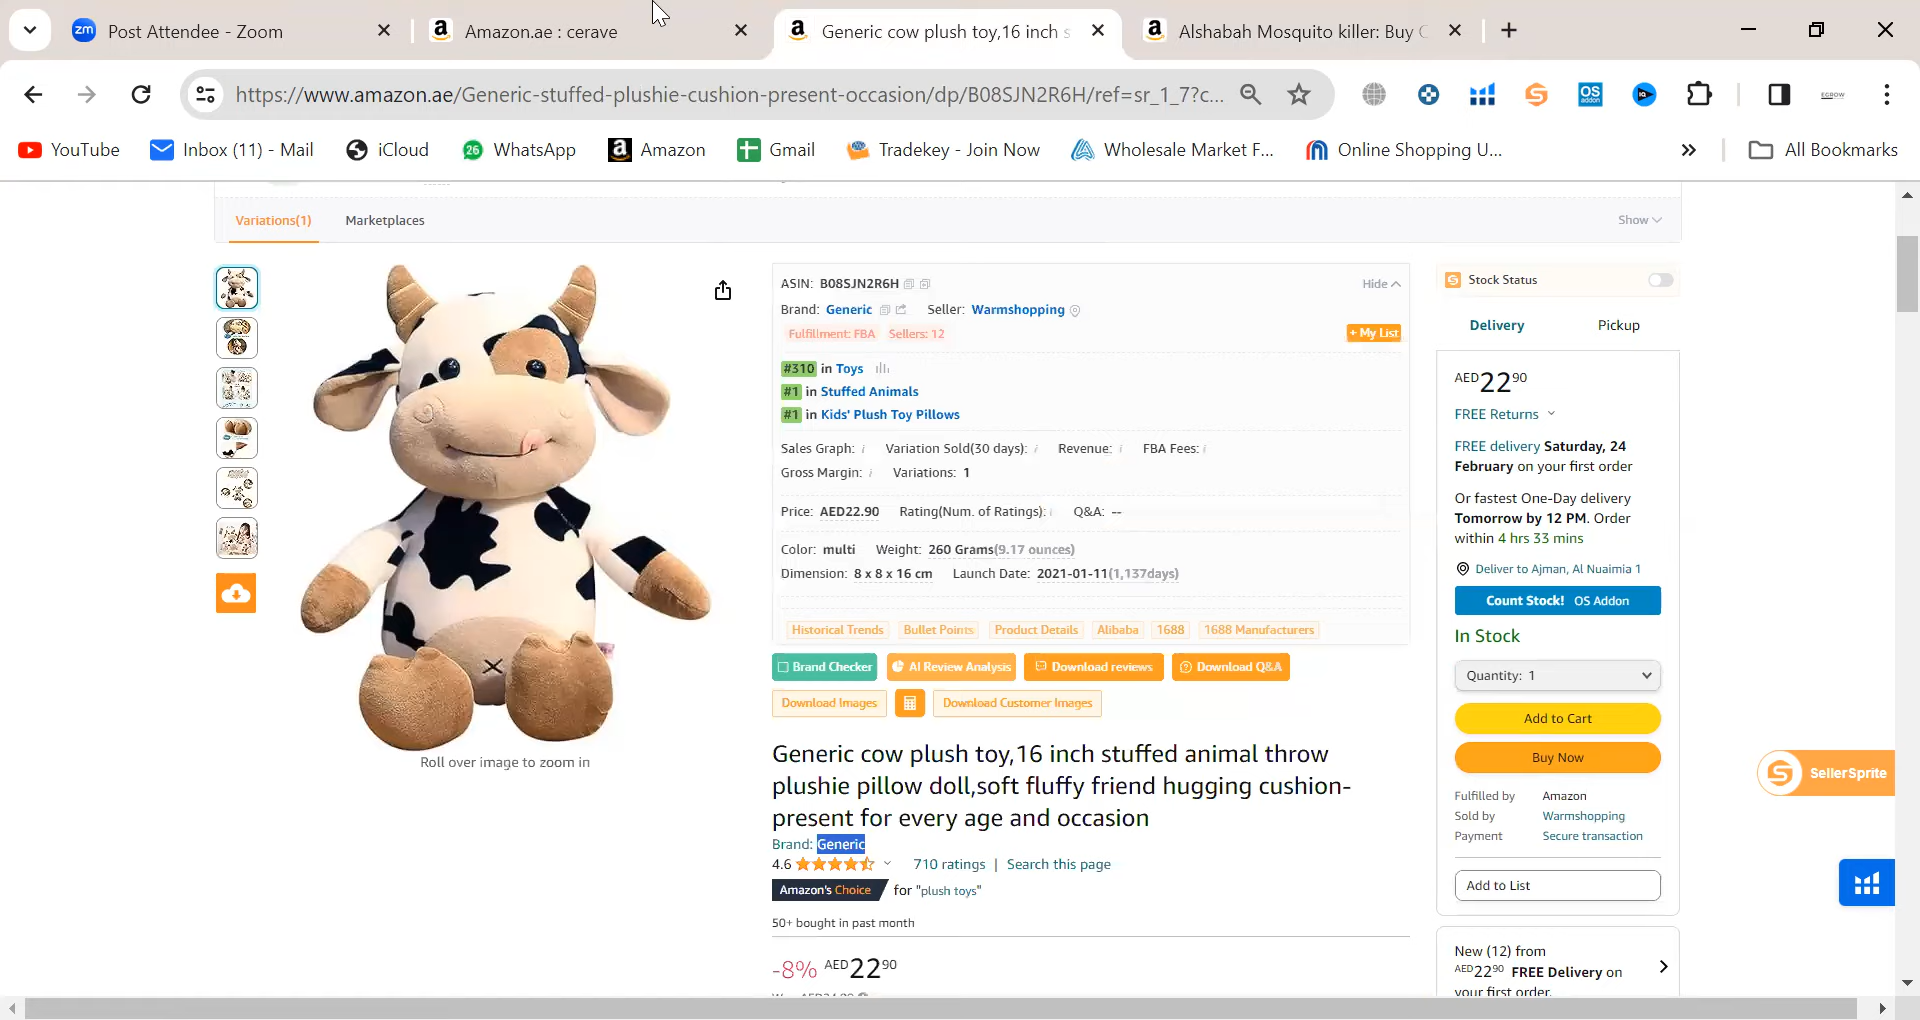 zm Post Attendee - Zoom
a Amazon.ae : cerave
a Generic cow plush toy,16 inch s
a Alshabah Mosquito killer: Buy
https://www.amazon.ae/Generic-stuffed-plushie-cushion-present-occasion/dp/B08SJN2R6H/ref=sr_1_7?c...
OS addon
EGROW
YouTube
Inbox (11) - Mail
iCloud
26 WhatsApp
a Amazon
Gmail
Tradekey - Join Now
Wholesale Market F...
Online Shopping U...
All Bookmarks
Variations(1)
Marketplaces
Show
ASIN: B08SJN2R6H
Hide
Brand: Generic Seller: Warmshopping
Fulfillment: FBA Sellers: 12
+ My List
#310 in Toys
#1 in Stuffed Animals
#1 in Kids' Plush Toy Pillows
Sales Graph: i Variation Sold(30 days): i Revenue: i FBA Fees: i
Gross Margin: i Variations: 1
Price: AED22.90 Rating(Num. of Ratings): i Q&A: --
Color: multi Weight: 260 Grams(9.17 ounces)
Dimension: 8 x 8 x 16 cm Launch Date: 2021-01-11(1,137days)
Historical Trends Bullet Points Product Details Alibaba 1688 1688 Manufacturers
Brand Checker AI Review Analysis Download reviews Download Q&A
Download Images Download Customer Images
Roll over image to zoom in
Generic cow plush toy,16 inch stuffed animal throw
plushie pillow doll,soft fluffy friend hugging cushion-
present for every age and occasion
Brand: Generic
4.6 710 ratings | Search this page
Amazon's Choice for "plush toys"
50+ bought in past month
-8% AED22 90
Stock Status
Delivery
Pickup
AED22 90
FREE Returns
FREE delivery Saturday, 24
February on your first order
Or fastest One-Day delivery
Tomorrow by 12 PM. Order
within 4 hrs 33 mins
Deliver to Ajman, Al Nuaimia 1
Count Stock! OS Addon
In Stock
Quantity: 1
Add to Cart
Buy Now
Fulfilled by Amazon
Sold by Warmshopping
Payment Secure transaction
Add to List
New (12) from
AED22 90 FREE Delivery on
your first order.
SellerSprite